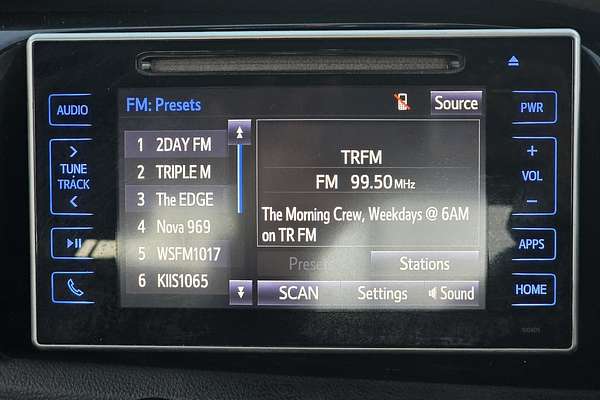 AUDIO
FM: Presets
Source
PWR
1 2DAY FM
2 TRIPLE M
3 The EDGE
4 Nova 969
5 WSFM1017
6 KIIS1065
TRFM
FM 99.50 MHz
The Morning Crew, Weekdays @ 6AM
on TR FM
TUNE
TRACK
+
VOL
−
Presets
Stations
APPS
SCAN
Settings
Sound
HOME